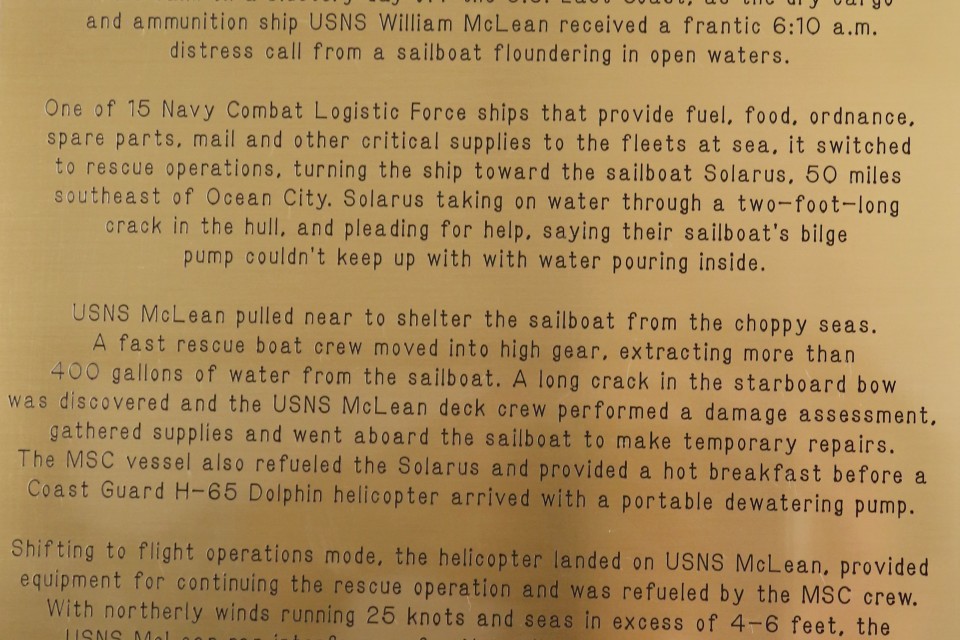 and ammunition ship USNS William McLean received a frantic 6:10 a.m.
distress call from a sailboat floundering in open waters.
One of 15 Navy Combat Logistic Force ships that provide fuel, food, ordnance,
spare parts, mail and other critical supplies to the fleets at sea, it switched
to rescue operations, turning the ship toward the sailboat Solarus, 50 miles
southeast of Ocean City. Solarus taking on water through a two-foot-long
crack in the hull, and pleading for help, saying their sailboat's bilge
pump couldn't keep up with with water pouring inside.
USNS McLean pulled near to shelter the sailboat from the choppy seas.
A fast rescue boat crew moved into high gear, extracting more than
400 gallons of water from the sailboat. A long crack in the starboard bow
was discovered and the USNS McLean deck crew performed a damage assessment,
gathered supplies and went aboard the sailboat to make temporary repairs.
The MSC vessel also refueled the Solarus and provided a hot breakfast before a
Coast Guard H-65 Dolphin helicopter arrived with a portable dewatering pump.
Shifting to flight operations mode, the helicopter landed on USNS McLean, provided
equipment for continuing the rescue operation and was refueled by the MSC crew.
With northerly winds running 25 knots and seas in excess of 4-6 feet, the